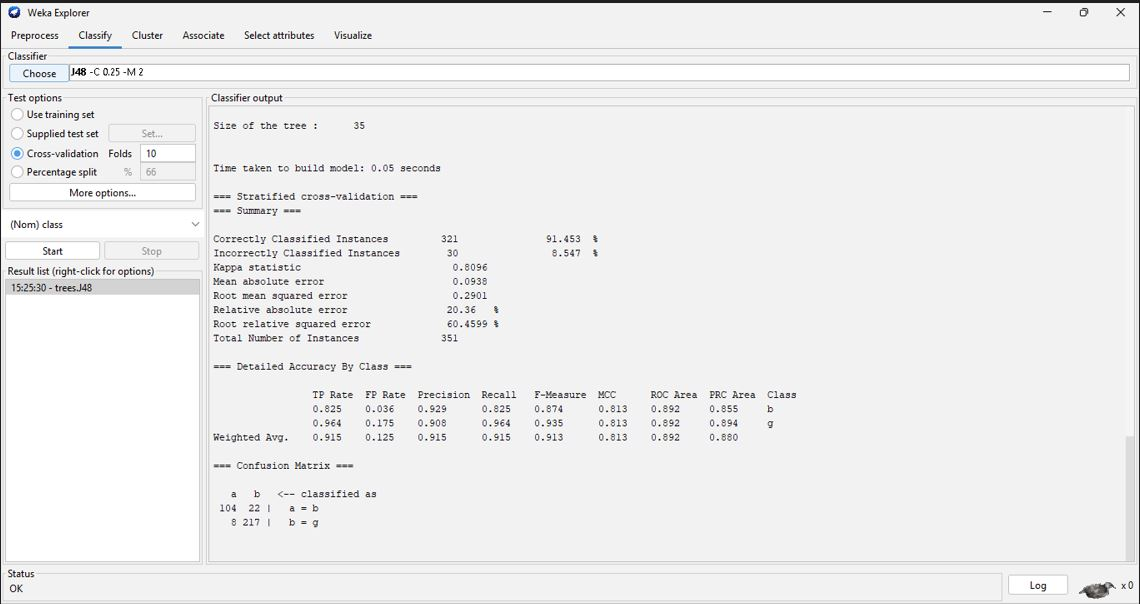 Weka Explorer
Preprocess Classify Cluster Associate Select attributes Visualize
Classifier
Choose J48 -C 0.25 -M 2
Test options
Use training set
Supplied test set Set...
Cross-validation Folds 10
Percentage split % 66
More options...
(Nom) class
Start Stop
Result list (right-click for options)
15:25:30 - trees.J48
Classifier output
Size of the tree : 35
Time taken to build model: 0.05 seconds
=== Stratified cross-validation ===
=== Summary ===
Correctly Classified Instances 321 91.453 %
Incorrectly Classified Instances 30 8.547 %
Kappa statistic 0.8096
Mean absolute error 0.0938
Root mean squared error 0.2901
Relative absolute error 20.36 %
Root relative squared error 60.4599 %
Total Number of Instances 351
=== Detailed Accuracy By Class ===
TP Rate FP Rate Precision Recall F-Measure MCC ROC Area PRC Area Class
0.825 0.036 0.929 0.825 0.874 0.813 0.892 0.855 b
0.964 0.175 0.908 0.964 0.935 0.813 0.892 0.894 g
Weighted Avg. 0.915 0.125 0.915 0.915 0.913 0.813 0.892 0.880
=== Confusion Matrix ===
a b <-- classified as
104 22 | a = b
8 217 | b = g
Status
OK
Log x 0